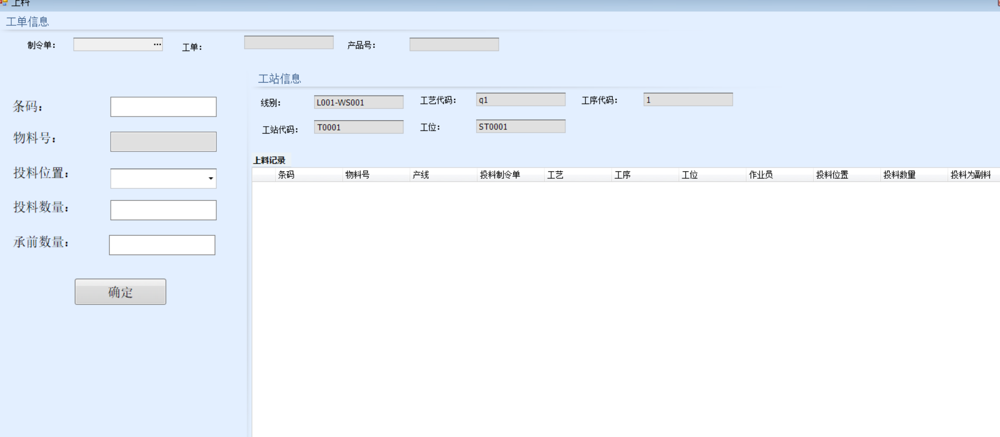 上料
工单信息
制令单： ... 工单： 产品号：
工站信息
线别： L001-WS001 工艺代码： q1 工序代码： 1
工站代码： T0001 工位： ST0001
条码：
物料号：
投料位置：
投料数量：
承前数量：
确定
上料记录
条码 物料号 产线 投料制令单 工艺 工序 工位 作业员 投料位置 投料数量 投料为副料